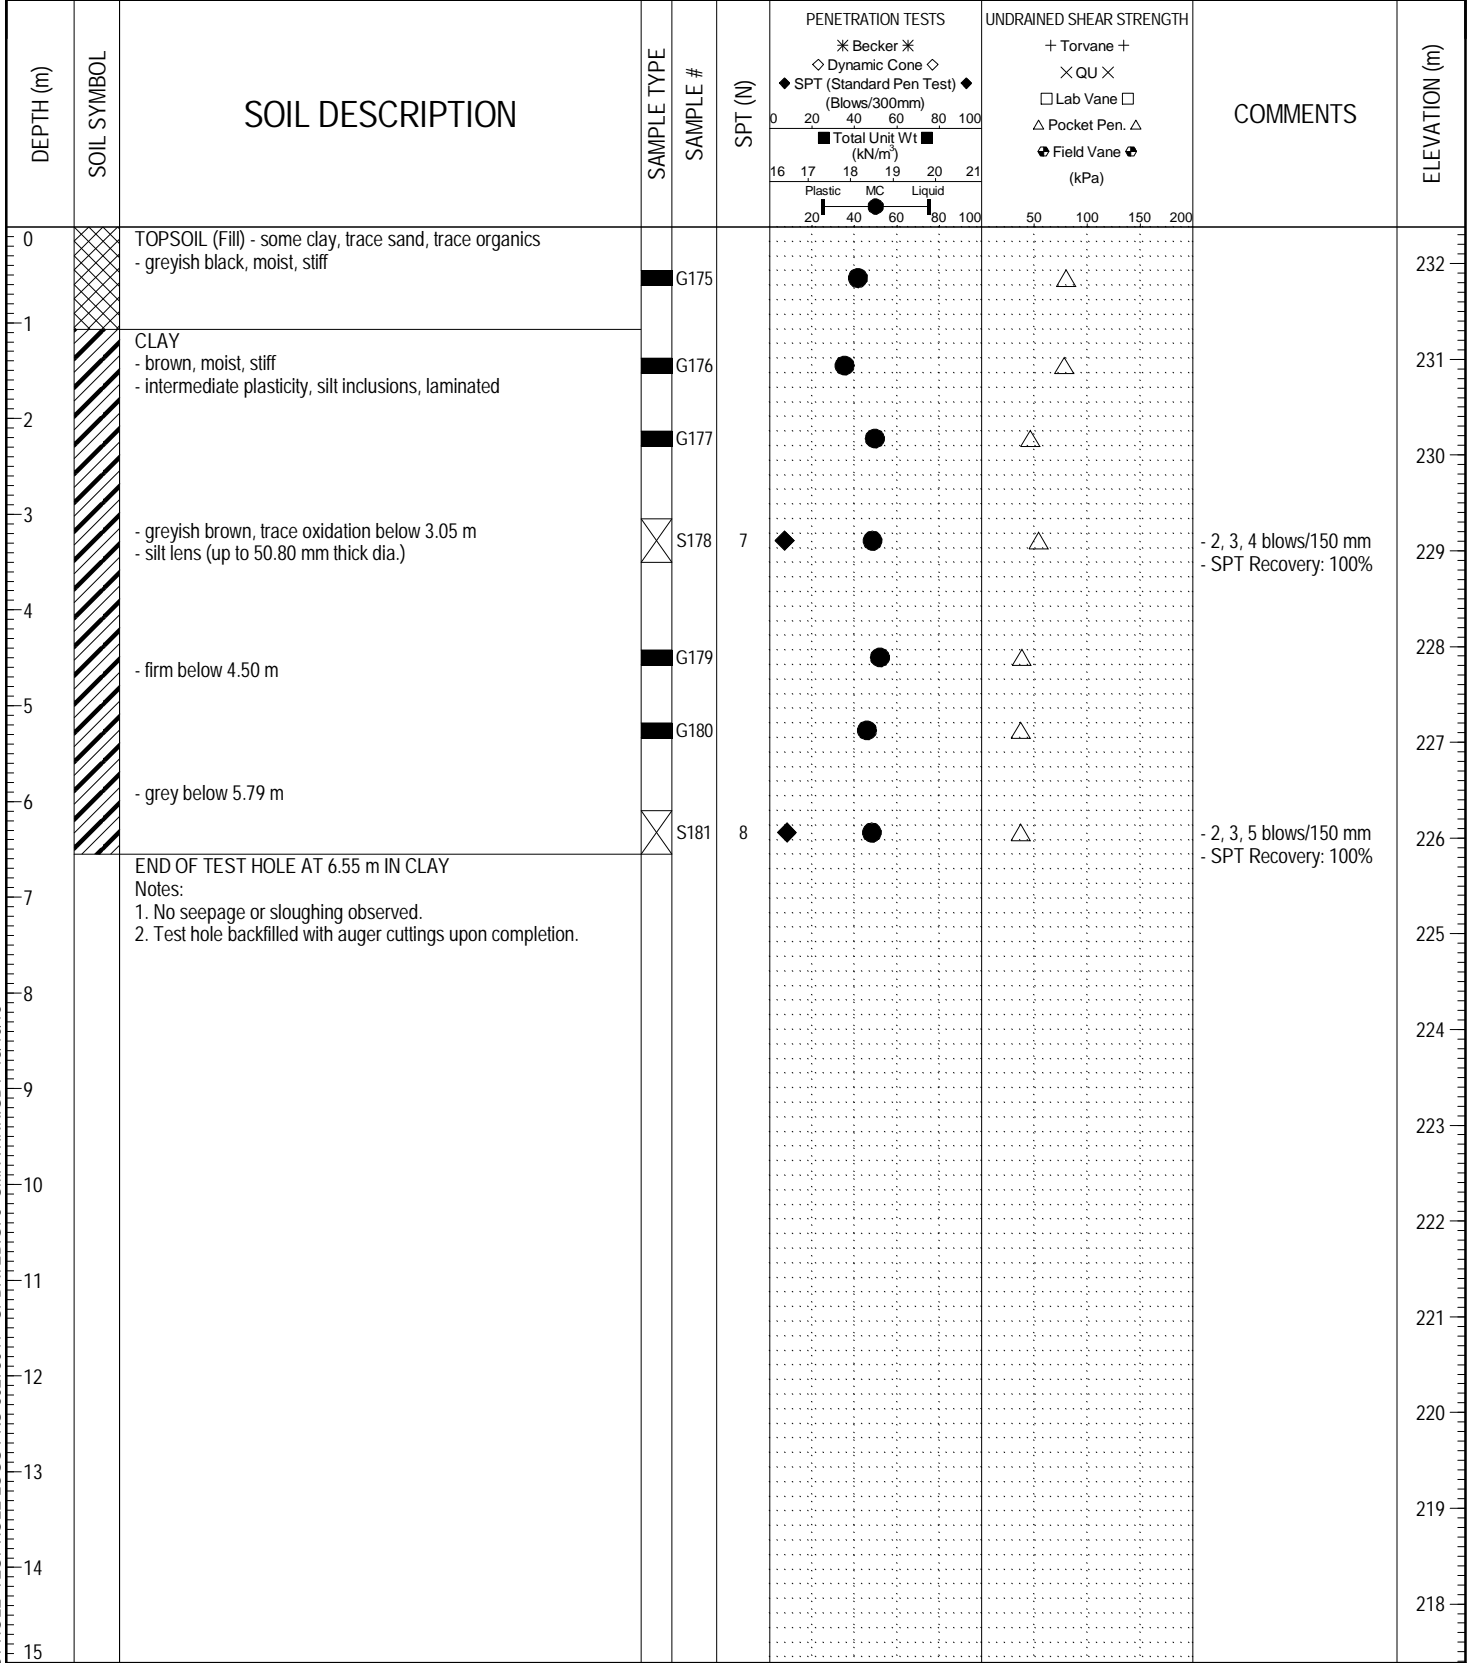 DEPTH (m)
SOIL SYMBOL
SOIL DESCRIPTION
SAMPLE TYPE
SAMPLE #
SPT (N)
PENETRATION TESTS
Becker
Dynamic Cone
SPT (Standard Pen Test)
(Blows/300mm)
0 20 40 60 80 100
Total Unit Wt
(kN/m³)
16 17 18 19 20 21
Plastic MC Liquid
20 40 60 80 100
UNDRAINED SHEAR STRENGTH
+ Torvane +
× QU ×
□ Lab Vane □
△ Pocket Pen. △
Field Vane
(kPa)
50 100 150 200
COMMENTS
ELEVATION (m)
0
TOPSOIL (Fill) - some clay, trace sand, trace organics
- greyish black, moist, stiff
232
G175
1
CLAY
- brown, moist, stiff
231
G176
- intermediate plasticity, silt inclusions, laminated
2
G177
230
3
- greyish brown, trace oxidation below 3.05 m
S178 7
- 2, 3, 4 blows/150 mm
229
- silt lens (up to 50.80 mm thick dia.)
- SPT Recovery: 100%
4
228
G179
- firm below 4.50 m
5
G180
227
- grey below 5.79 m
6
S181 8
- 2, 3, 5 blows/150 mm
226
- SPT Recovery: 100%
END OF TEST HOLE AT 6.55 m IN CLAY
Notes:
7
1. No seepage or sloughing observed.
2. Test hole backfilled with auger cuttings upon completion.
225
8
224
9
223
10
222
11
221
12
220
13
219
14
218
15